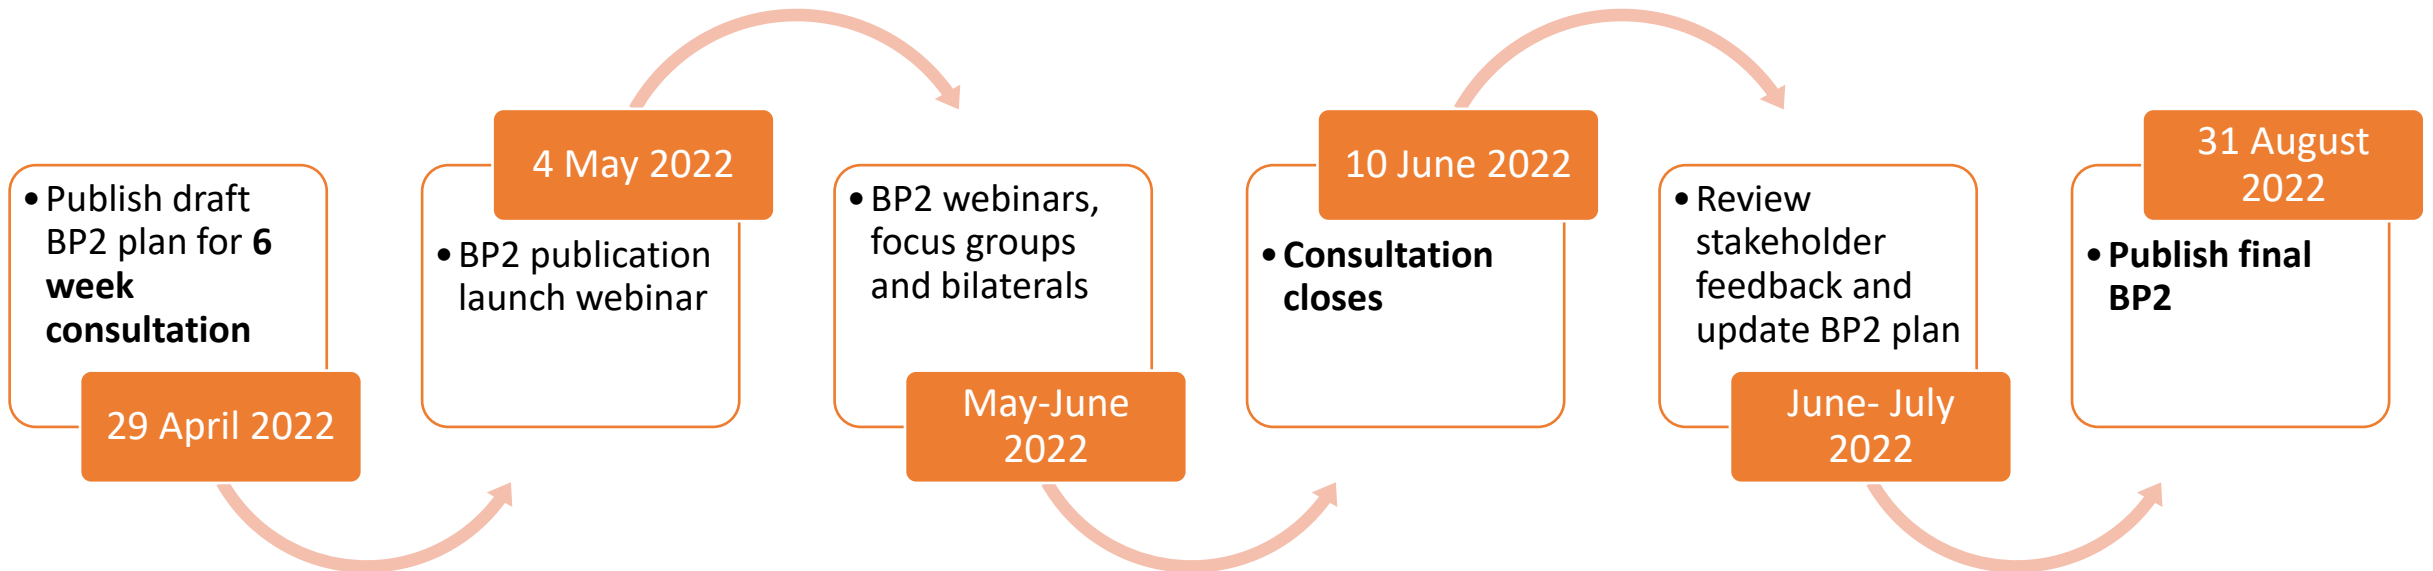 • Publish draft
BP2 plan for 6
week
consultation
29 April 2022
4 May 2022
• BP2 publication
launch webinar
• BP2 webinars,
focus groups
and bilaterals
May-June
2022
10 June 2022
• Consultation
closes
• Review
stakeholder
feedback and
update BP2 plan
June- July
2022
31 August
2022
• Publish final
BP2